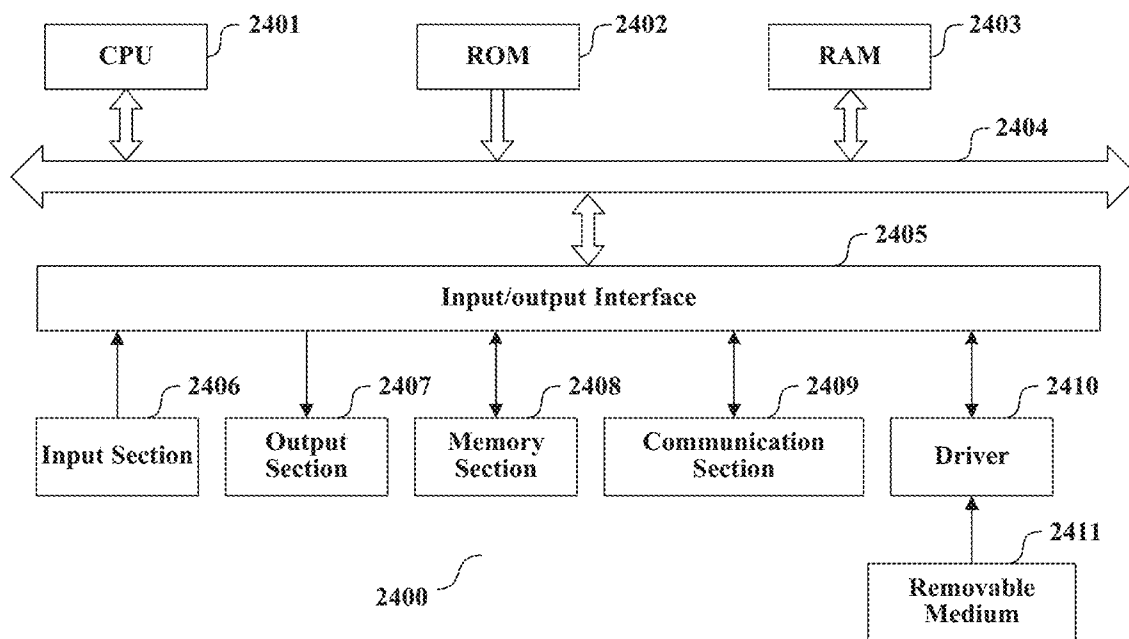 2401
2402
2403
CPU
ROM
RAM
2404
2405
Input/output Interface
2406
2407
2408
2409
2410
Input Section
Output
Section
Memory
Section
Communication
Section
Driver
2411
2400
Removable
Medium